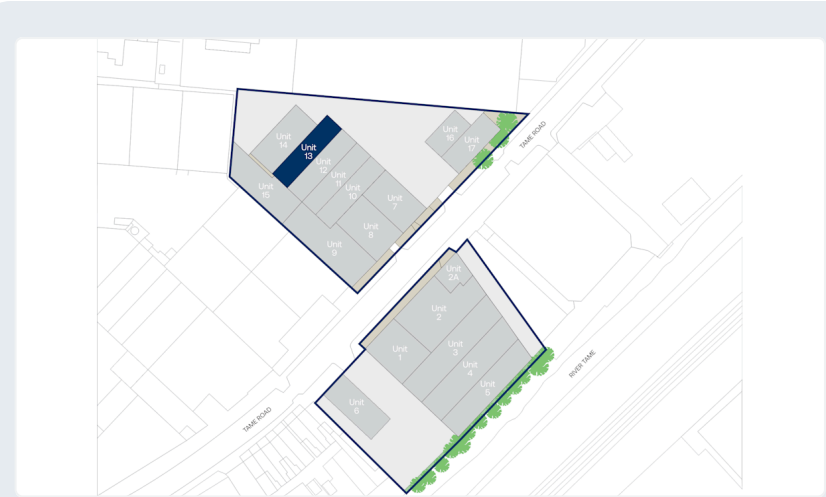 Unit
14
Unit
13
Unit
12
Unit
11
Unit
10
Unit
7
Unit
8
Unit
9
Unit
15
Unit
16
Unit
17
TAME ROAD
Unit
2A
Unit
2
Unit
1
Unit
3
Unit
4
Unit
5
Unit
6
RIVER TAME
TAME ROAD